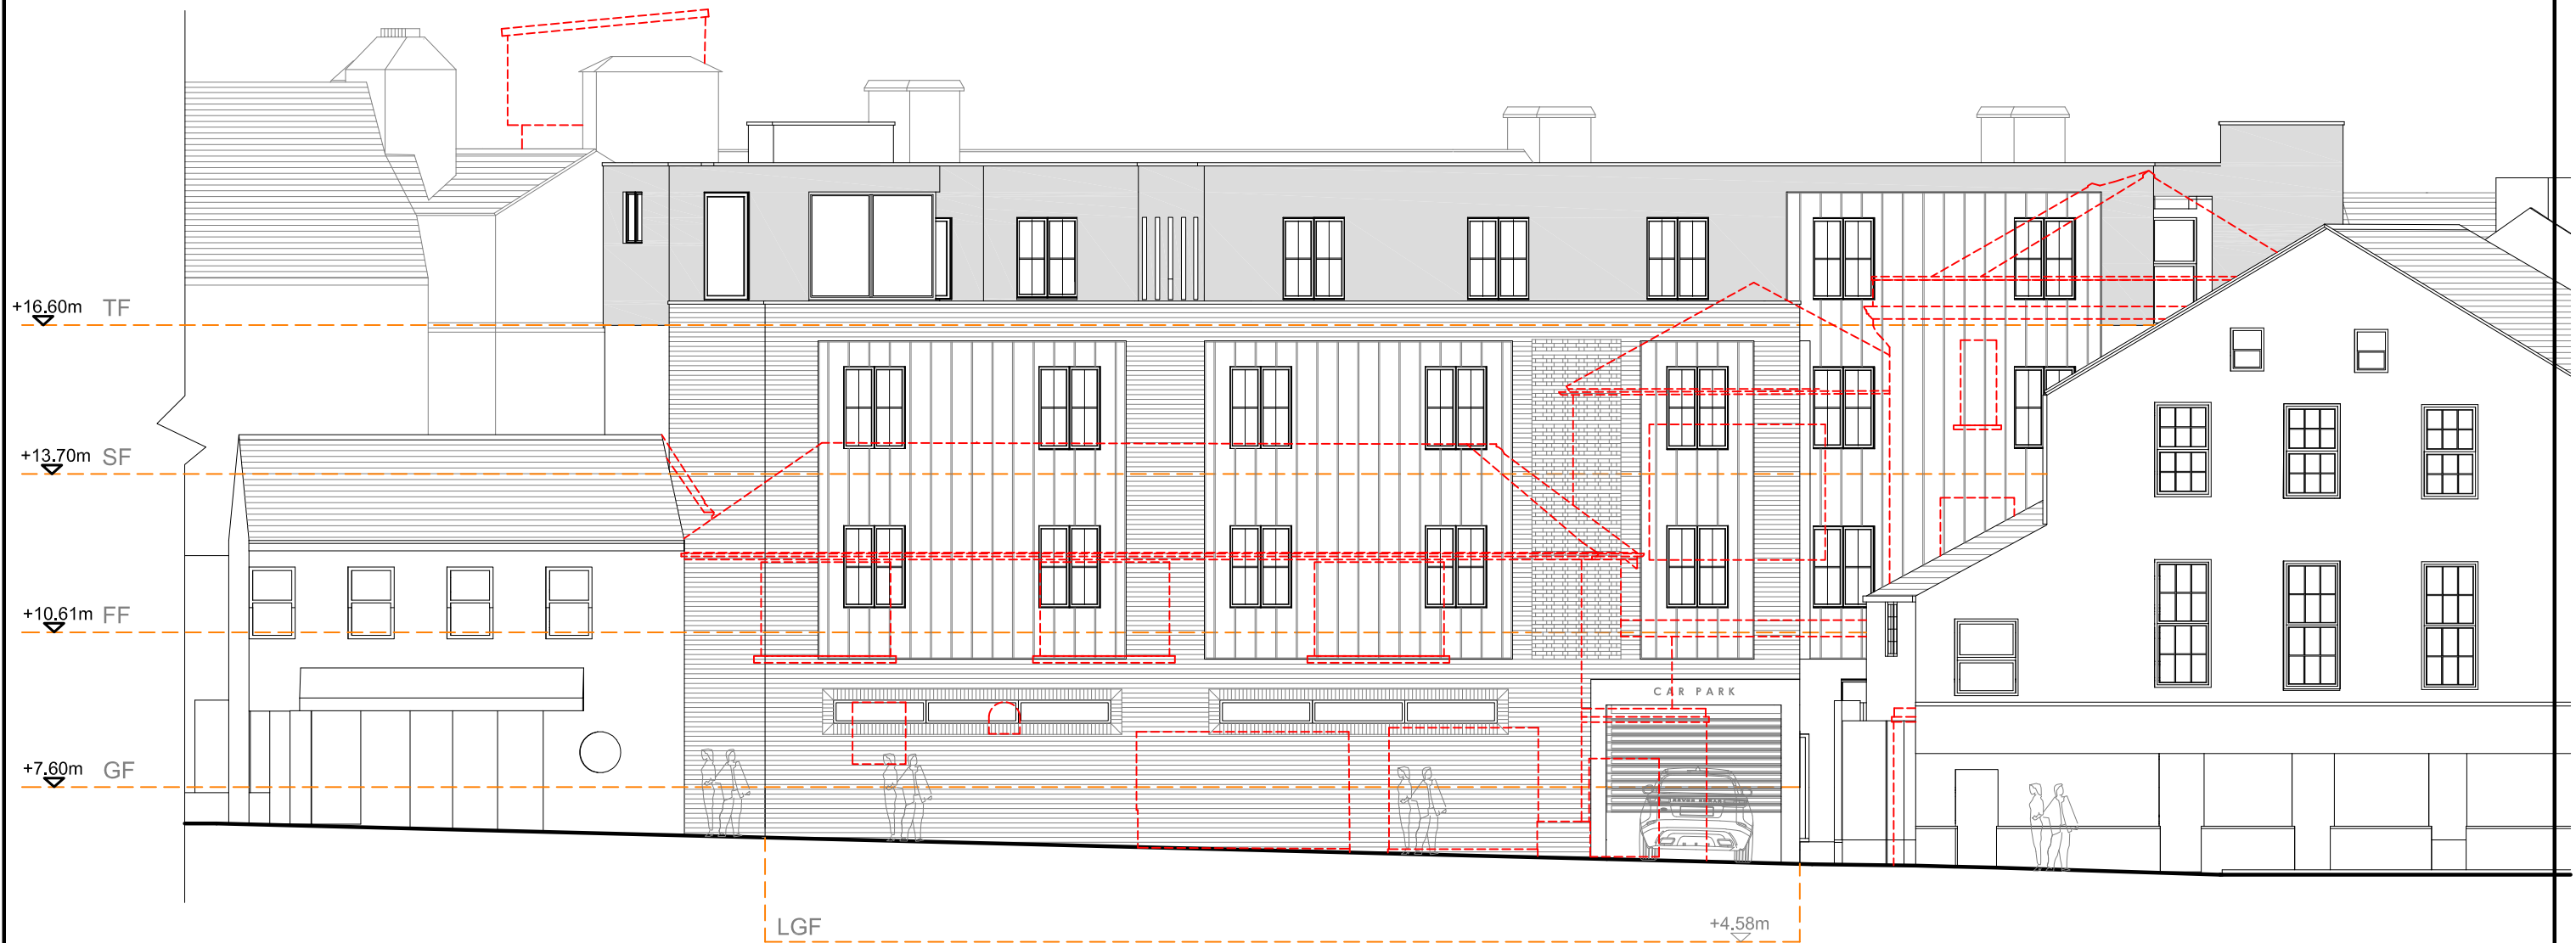 +16.60m TF
+13.70m SF
+10.61m FF
CAR PARK
+7.60m GF
LGF
+4.58m